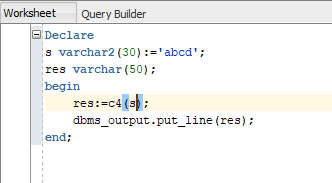 Worksheet Query Builder
Declare
s varchar2(30):='abcd';
res varchar(50);
begin
res:=c4(s);
dbms_output.put_line(res);
end;